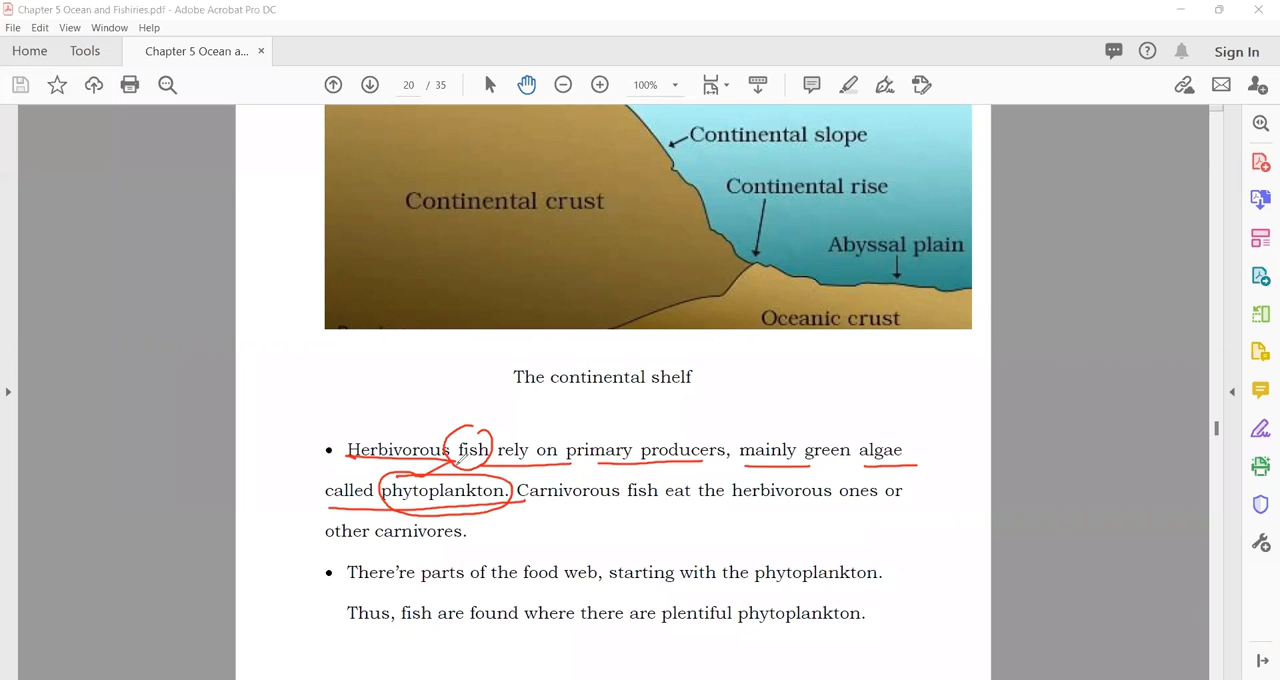 Chapter 5 Ocean and Fishiries.pdf - Adobe Acrobat Pro DC
File Edit View Window Help
Home Tools Chapter 5 Ocean a... × Sign In
20 / 35 100%
Continental slope
Continental rise
Continental crust
Abyssal plain
Oceanic crust
The continental shelf
• Herbivorous fish rely on primary producers, mainly green algae
called phytoplankton. Carnivorous fish eat the herbivorous ones or
other carnivores.
• There're parts of the food web, starting with the phytoplankton.
Thus, fish are found where there are plentiful phytoplankton.